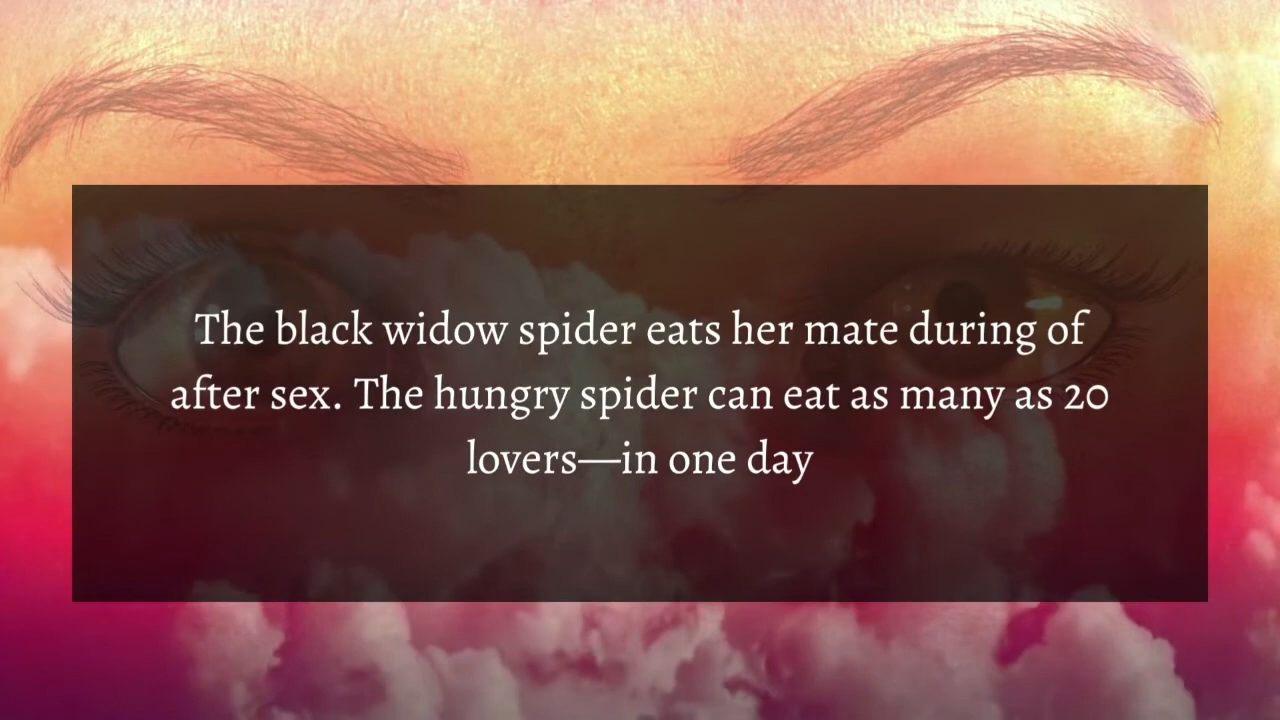 The black widow spider eats her mate during of
after sex. The hungry spider can eat as many as 20
lovers—in one day